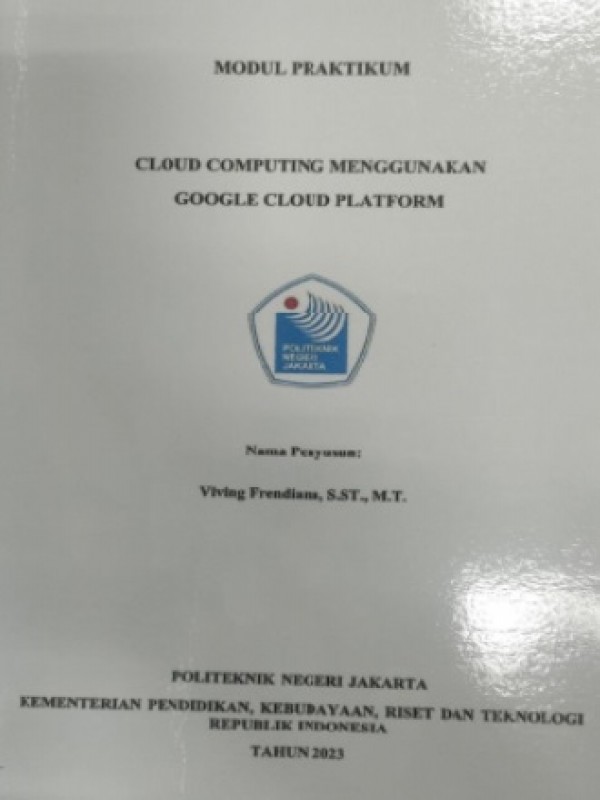 MODUL PRAKTIKUM
CLOUD COMPUTING MENGGUNAKAN
GOOGLE CLOUD PLATFORM
POLITEKNIK
NEGERI
JAKARTA
Nama Penyusun:
Viving Frendiana, S.ST., M.T.
POLITEKNIK NEGERI JAKARTA
KEMENTERIAN PENDIDIKAN, KEBUDAYAAN, RISET DAN TEKNOLOGI
REPUBLIK INDONESIA
TAHUN 2023